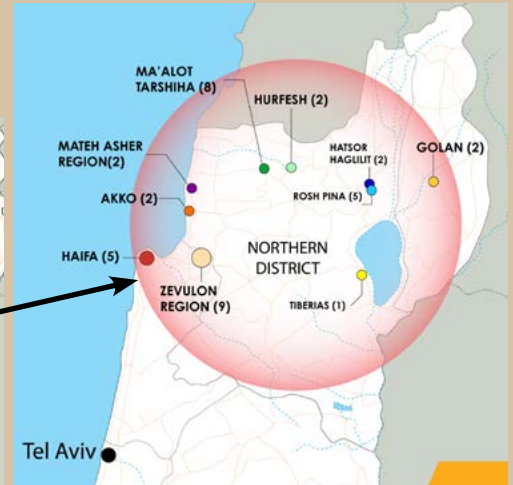 MA'ALOT
TARSHIHA (8)
HURFESH (2)
MATEH ASHER
REGION(2)
HATSOR
HAGLILIT (2)
GOLAN (2)
ROSH PINA (5)
AKKO (2)
HAIFA (5)
NORTHERN
DISTRICT
ZEVULON
REGION (9)
TIBERIAS (1)
Tel Aviv